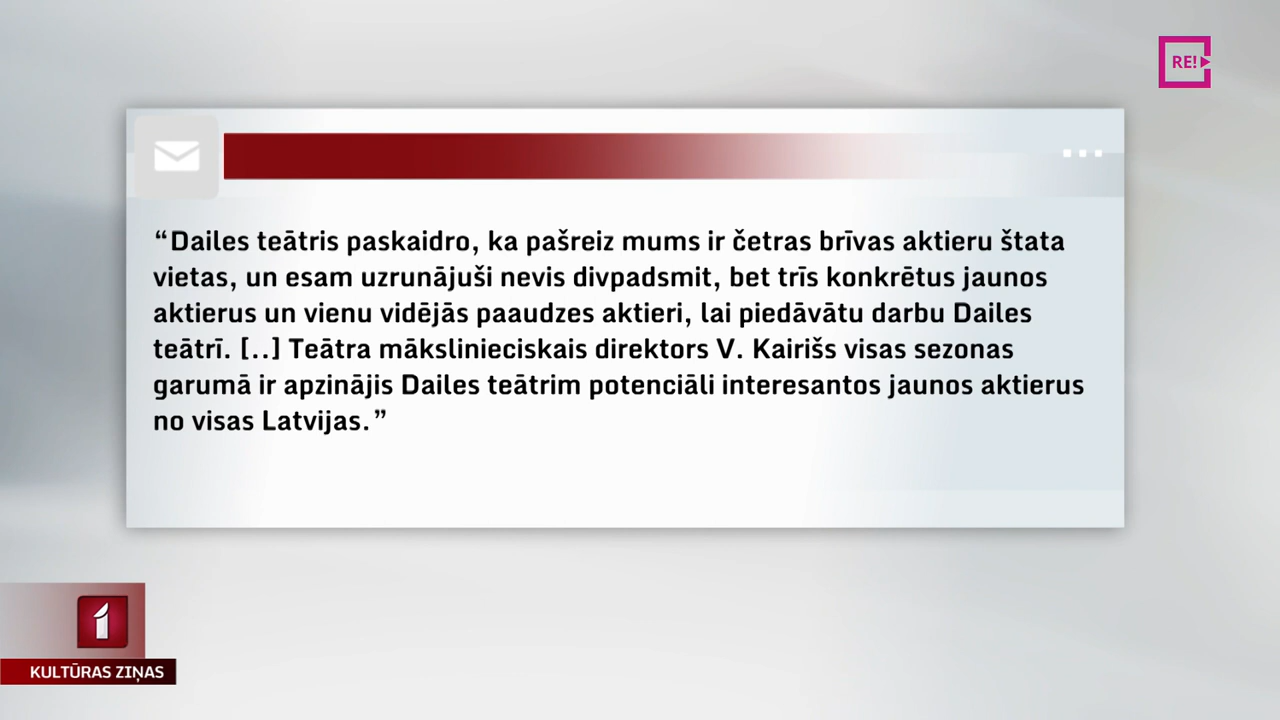 RE!
“Dailes teātris paskaidro, ka pašreiz mums ir četras brīvas aktieru štata
vietas, un esam uzrunājuši nevis divpadsmit, bet trīs konkrētus jaunos
aktierus un vienu vidējās paaudzes aktieri, lai piedāvātu darbu Dailes
teātrī. [..] Teātra mākslinieciskais direktors V. Kairišs visas sezonas
garumā ir apzinājis Dailes teātrim potenciāli interesantos jaunos aktierus
no visas Latvijas.”
1
KULTŪRAS ZIŅAS